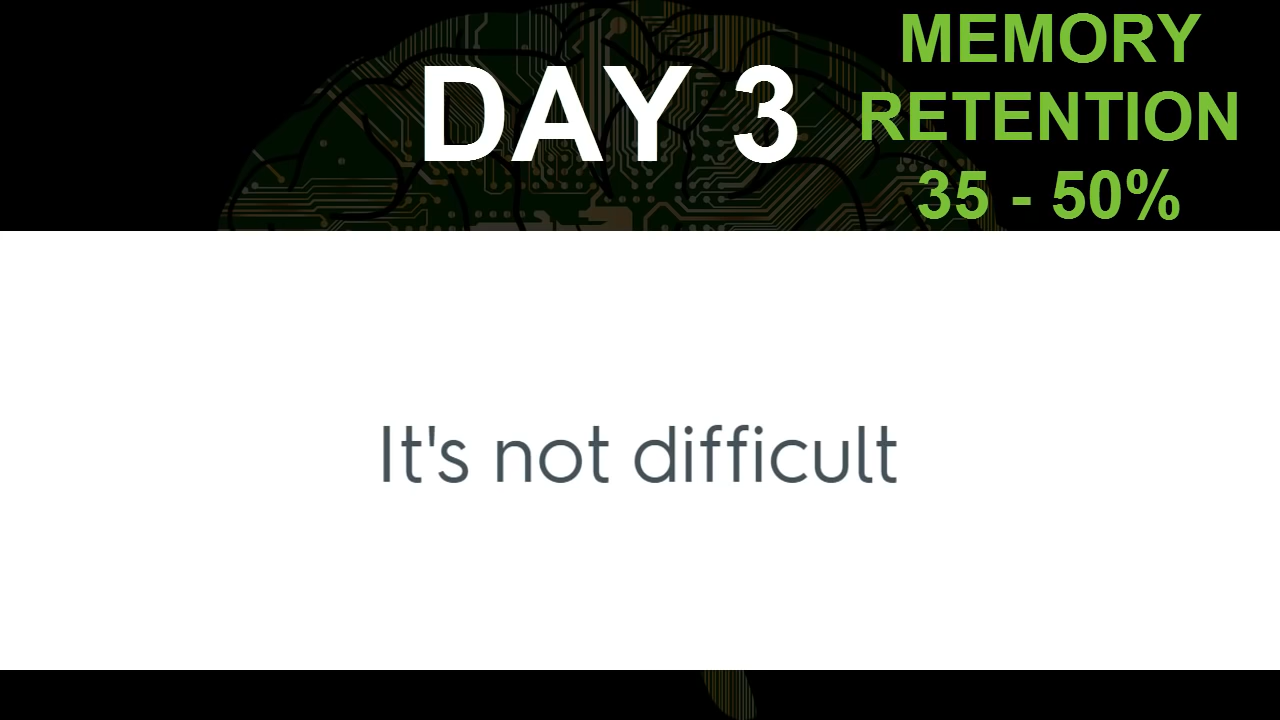 DAY 3
MEMORY
RETENTION
35 - 50%
It's not difficult